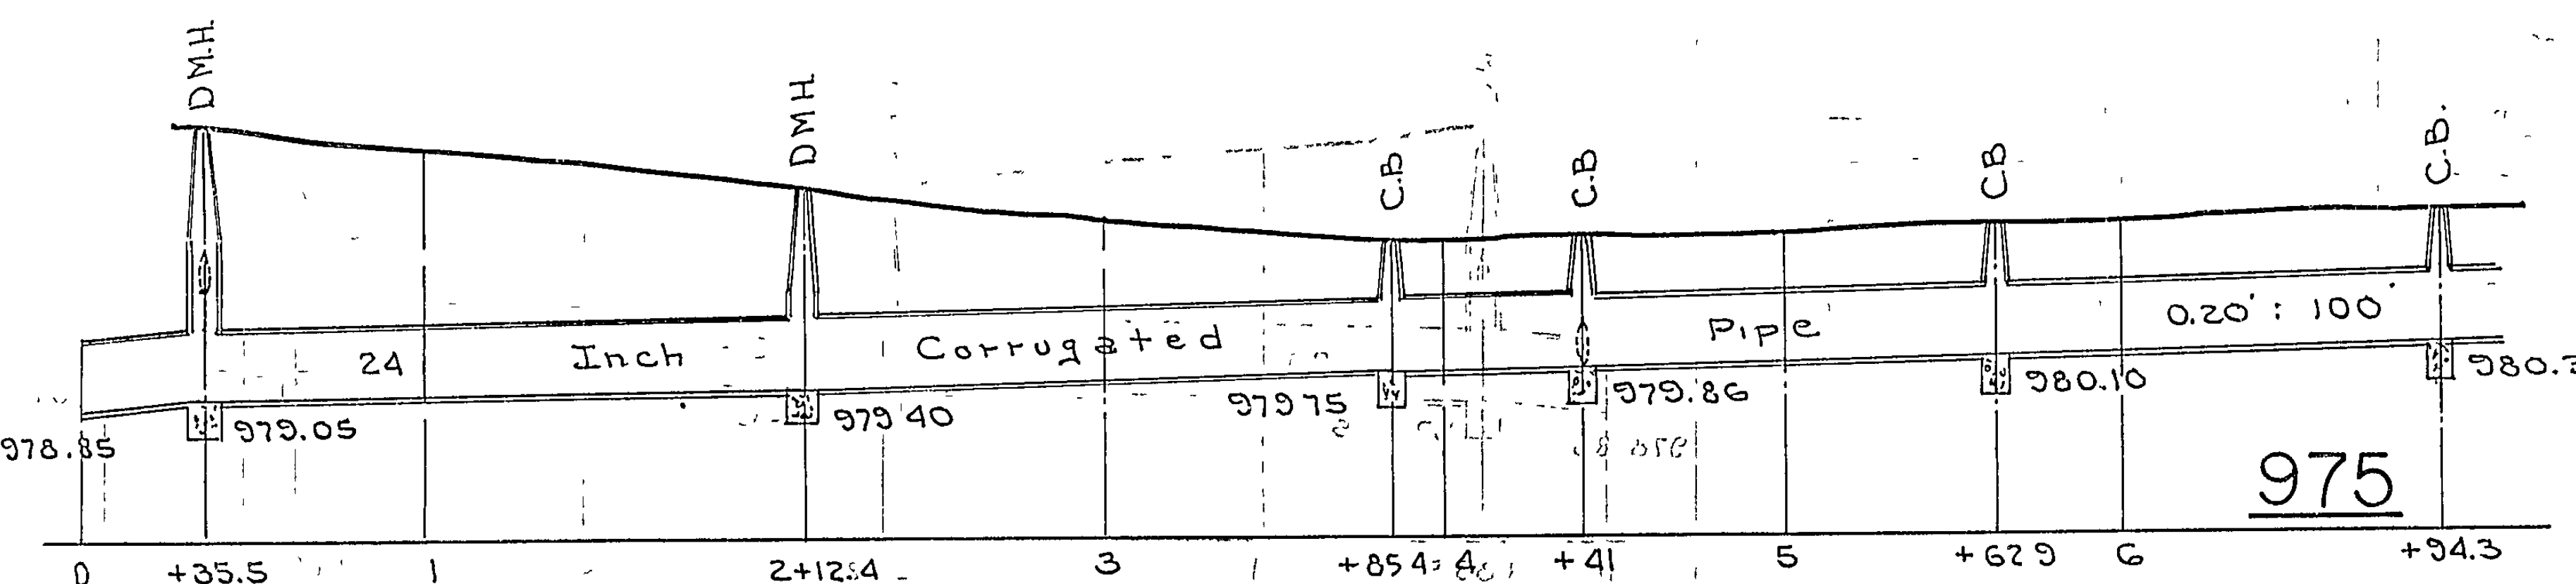 D.M.H.
D M H.
C.B
C.B
C.B
C.B.
24 Inch Corrugated Pipe 0.20' : 100'
978.85
979.05
979 40
979 75
979.86
980.10
980.3
975
0 +35.5 1 2+12.4 3 +85 4 4 +41 5 +62 9 6 +94.3